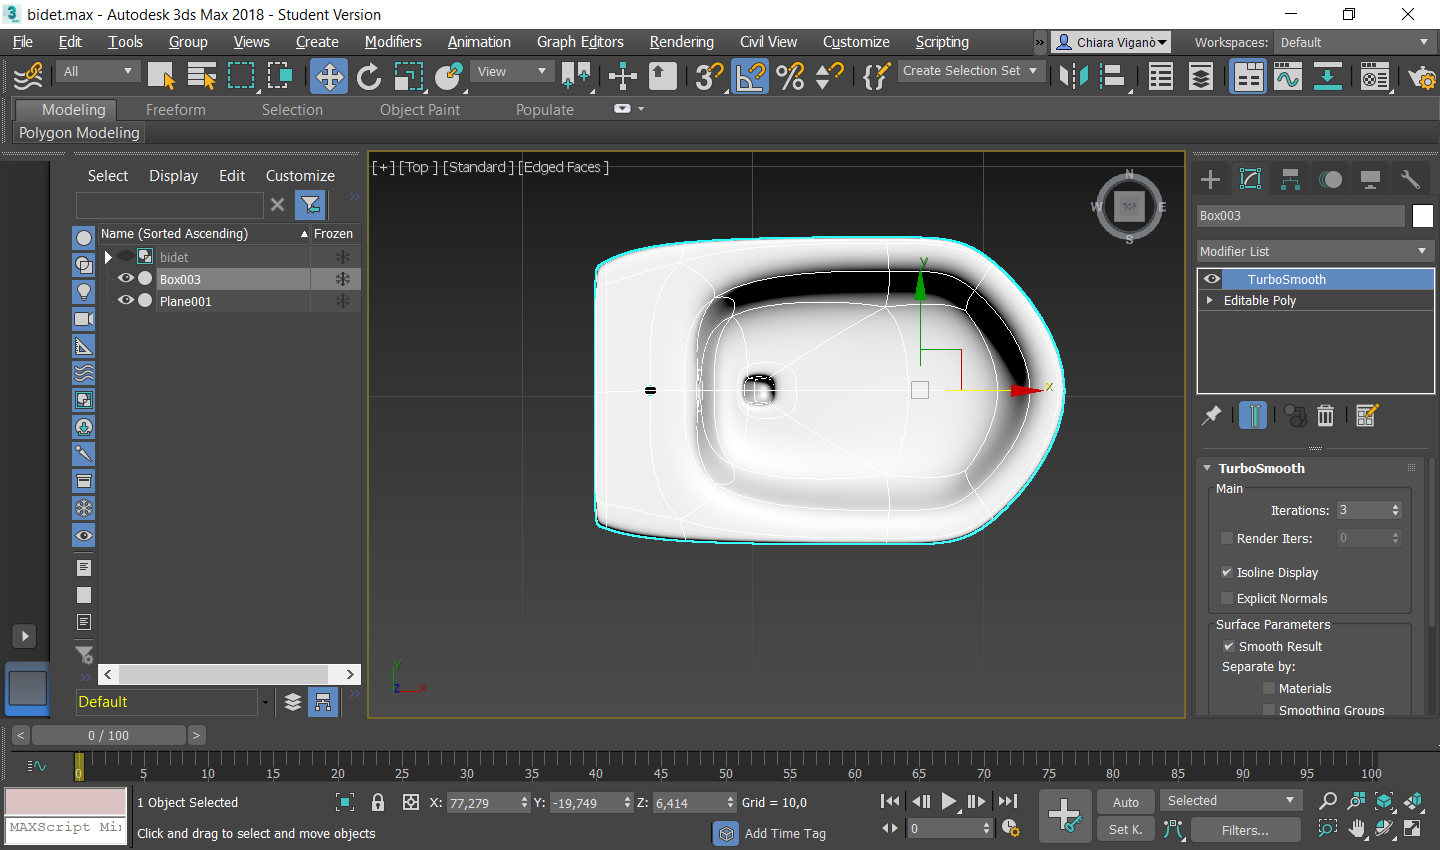 bidet.max - Autodesk 3ds Max 2018 - Student Version
File Edit Tools Group Views Create Modifiers Animation Graph Editors Rendering Civil View Customize Scripting » Chiara Viganò Workspaces: Default
All View 3 Create Selection Set
Modeling Freeform Selection Object Paint Populate
Polygon Modeling
Select Display Edit Customize
Name (Sorted Ascending) Frozen
bidet
Box003
Plane001
Default
[+] [Top ] [Standard ] [Edged Faces ]
N
W TOP E
S
y
x
y
z x
Box003
Modifier List
TurboSmooth
Editable Poly
TurboSmooth
Main
Iterations: 3
Render Iters: 0
Isoline Display
Explicit Normals
Surface Parameters
Smooth Result
Separate by:
Materials
Smoothing Groups
< 0 / 100 >
0 5 10 15 20 25 30 35 40 45 50 55 60 65 70 75 80 85 90 95 100
1 Object Selected X: 77,279 Y: -19,749 Z: 6,414 Grid = 10,0
Auto Selected
MAXScript Mi
Click and drag to select and move objects
Add Time Tag
0
Set K. Filters...